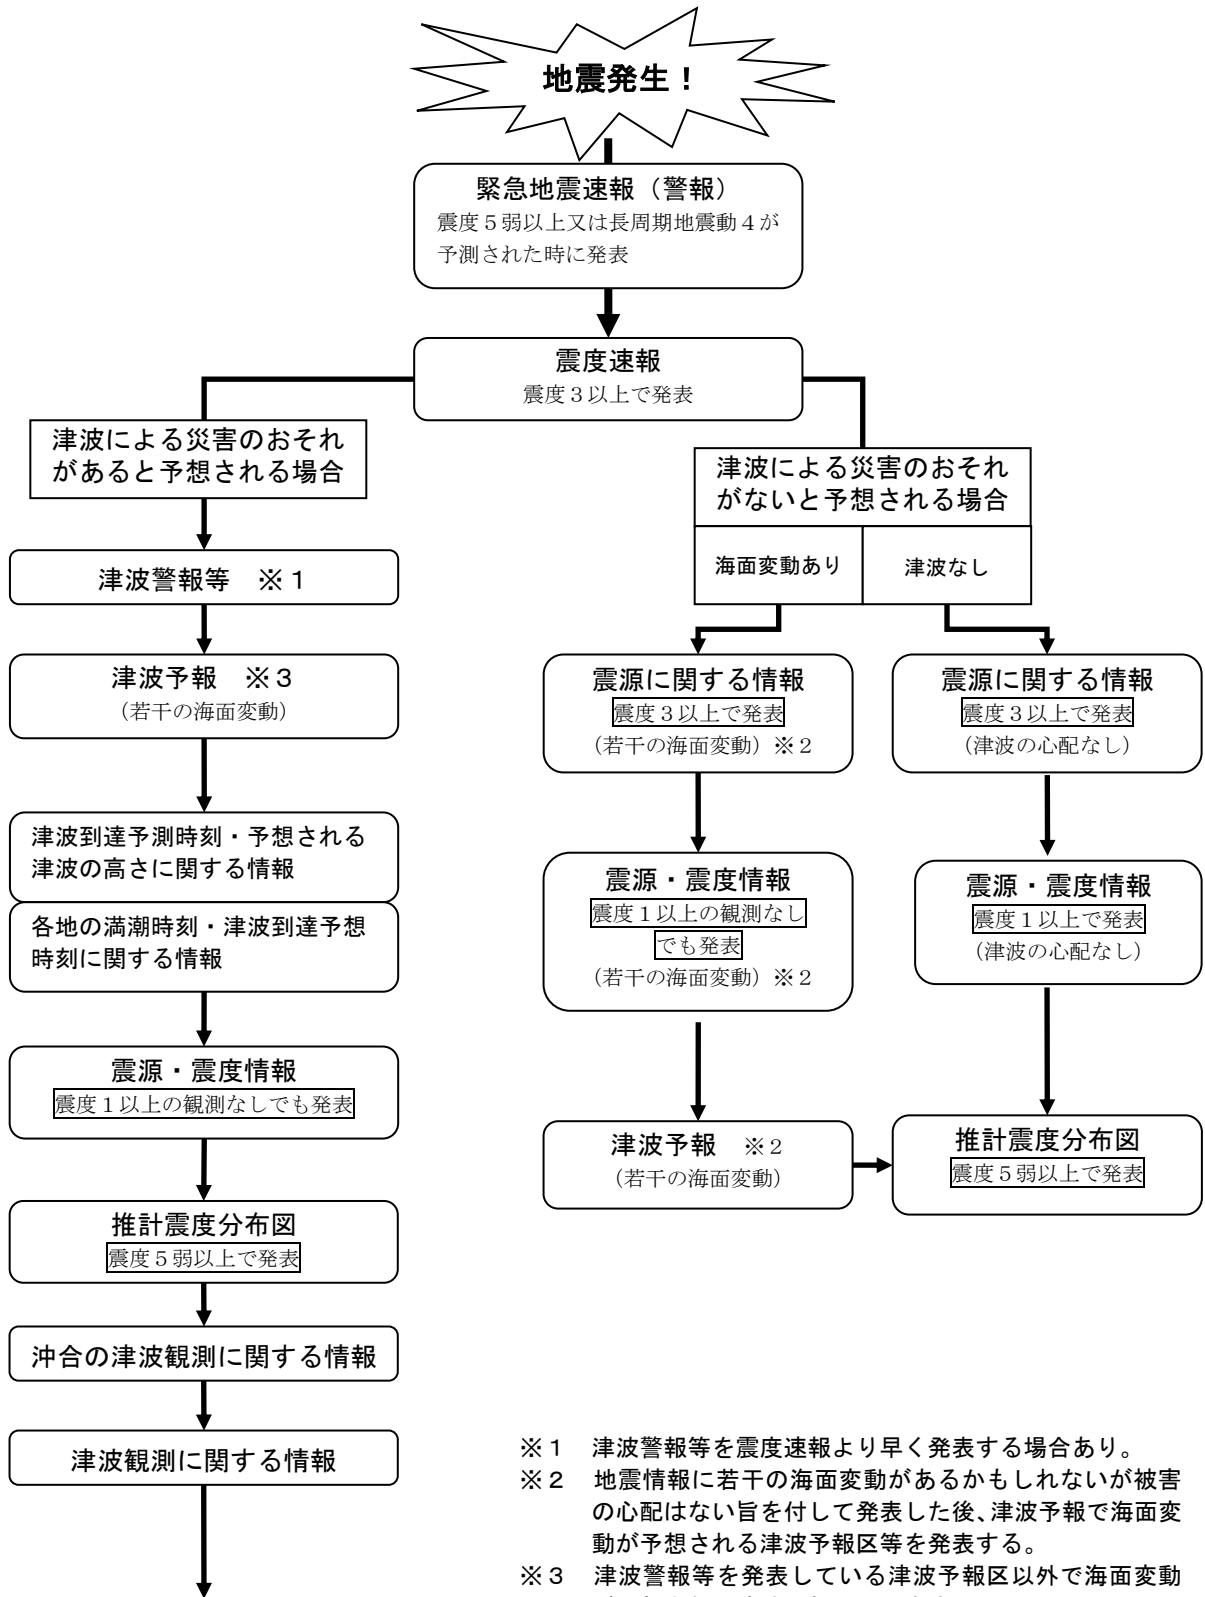 地震発生！
緊急地震速報（警報）
震度５弱以上又は長周期地震動４が
予測された時に発表
震度速報
震度３以上で発表
津波による災害のおそれ
があると予想される場合
津波警報等　※１
津波予報　※３
（若干の海面変動）
津波到達予測時刻・予想される
津波の高さに関する情報
各地の満潮時刻・津波到達予想
時刻に関する情報
震源・震度情報
震度１以上の観測なしでも発表
推計震度分布図
震度５弱以上で発表
沖合の津波観測に関する情報
津波観測に関する情報
津波による災害のおそれ
がないと予想される場合
海面変動あり
津波なし
震源に関する情報
震度３以上で発表
（若干の海面変動）※２
震源・震度情報
震度１以上の観測なし
でも発表
（若干の海面変動）※２
津波予報　※２
（若干の海面変動）
震源に関する情報
震度３以上で発表
（津波の心配なし）
震源・震度情報
震度１以上で発表
（津波の心配なし）
推計震度分布図
震度５弱以上で発表
※１　津波警報等を震度速報より早く発表する場合あり。
※２　地震情報に若干の海面変動があるかもしれないが被害
の心配はない旨を付して発表した後、津波予報で海面変
動が予想される津波予報区等を発表する。
※３　津波警報等を発表している津波予報区以外で海面変動